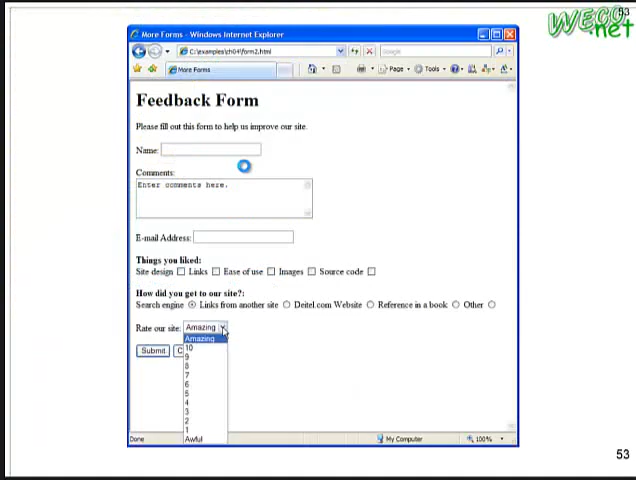 53
WECO
.net
More Forms - Windows Internet Explorer
C:\examples\ch04\form2.html
Google
More Forms
Page
Tools
Feedback Form
Please fill out this form to help us improve our site.
Name:
Comments:
Enter comments here.
E-mail Address:
Things you liked:
Site design Links Ease of use Images Source code
How did you get to our site?:
Search engine Links from another site Deitel.com Website Reference in a book Other
Rate our site: Amazing
Amazing
10
9
8
7
6
5
4
3
2
1
Awful
Submit C
Done My Computer 100%
53